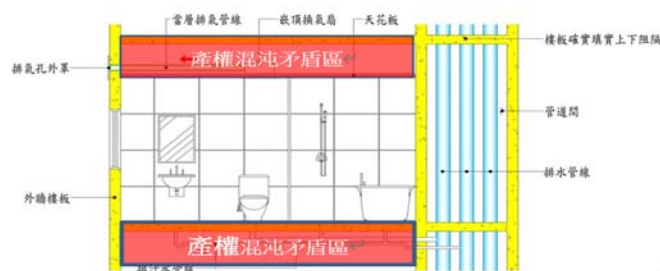 當層排氣管線
嵌頂換氣扇
天花板
樓板確實填實上下阻隔
產權混沌矛盾區
排氣孔外罩
管道間
排水管線
外牆樓板
產權混沌矛盾區